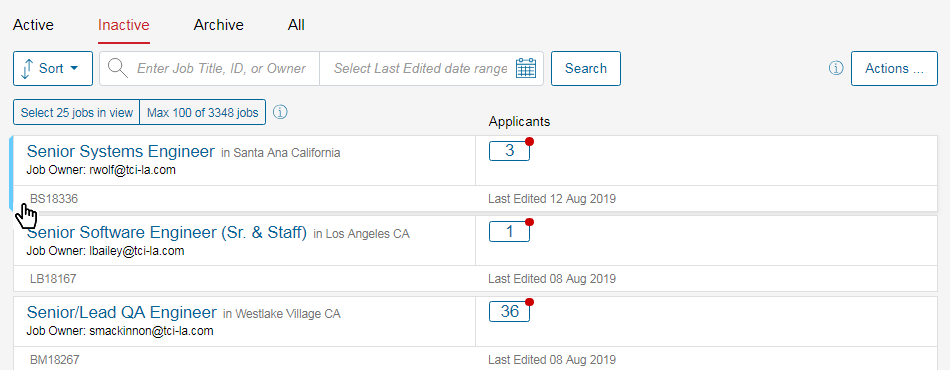 Active Inactive Archive All
Sort Enter Job Title, ID, or Owner Select Last Edited date range Search Actions ...
Select 25 jobs in view Max 100 of 3348 jobs
Applicants
Senior Systems Engineer in Santa Ana California 3
Job Owner: rwolf@tci-la.com
BS18336 Last Edited 12 Aug 2019
Senior Software Engineer (Sr. & Staff) in Los Angeles CA 1
Job Owner: lbailey@tci-la.com
LB18167 Last Edited 08 Aug 2019
Senior/Lead QA Engineer in Westlake Village CA 36
Job Owner: smackinnon@tci-la.com
BM18267 Last Edited 08 Aug 2019